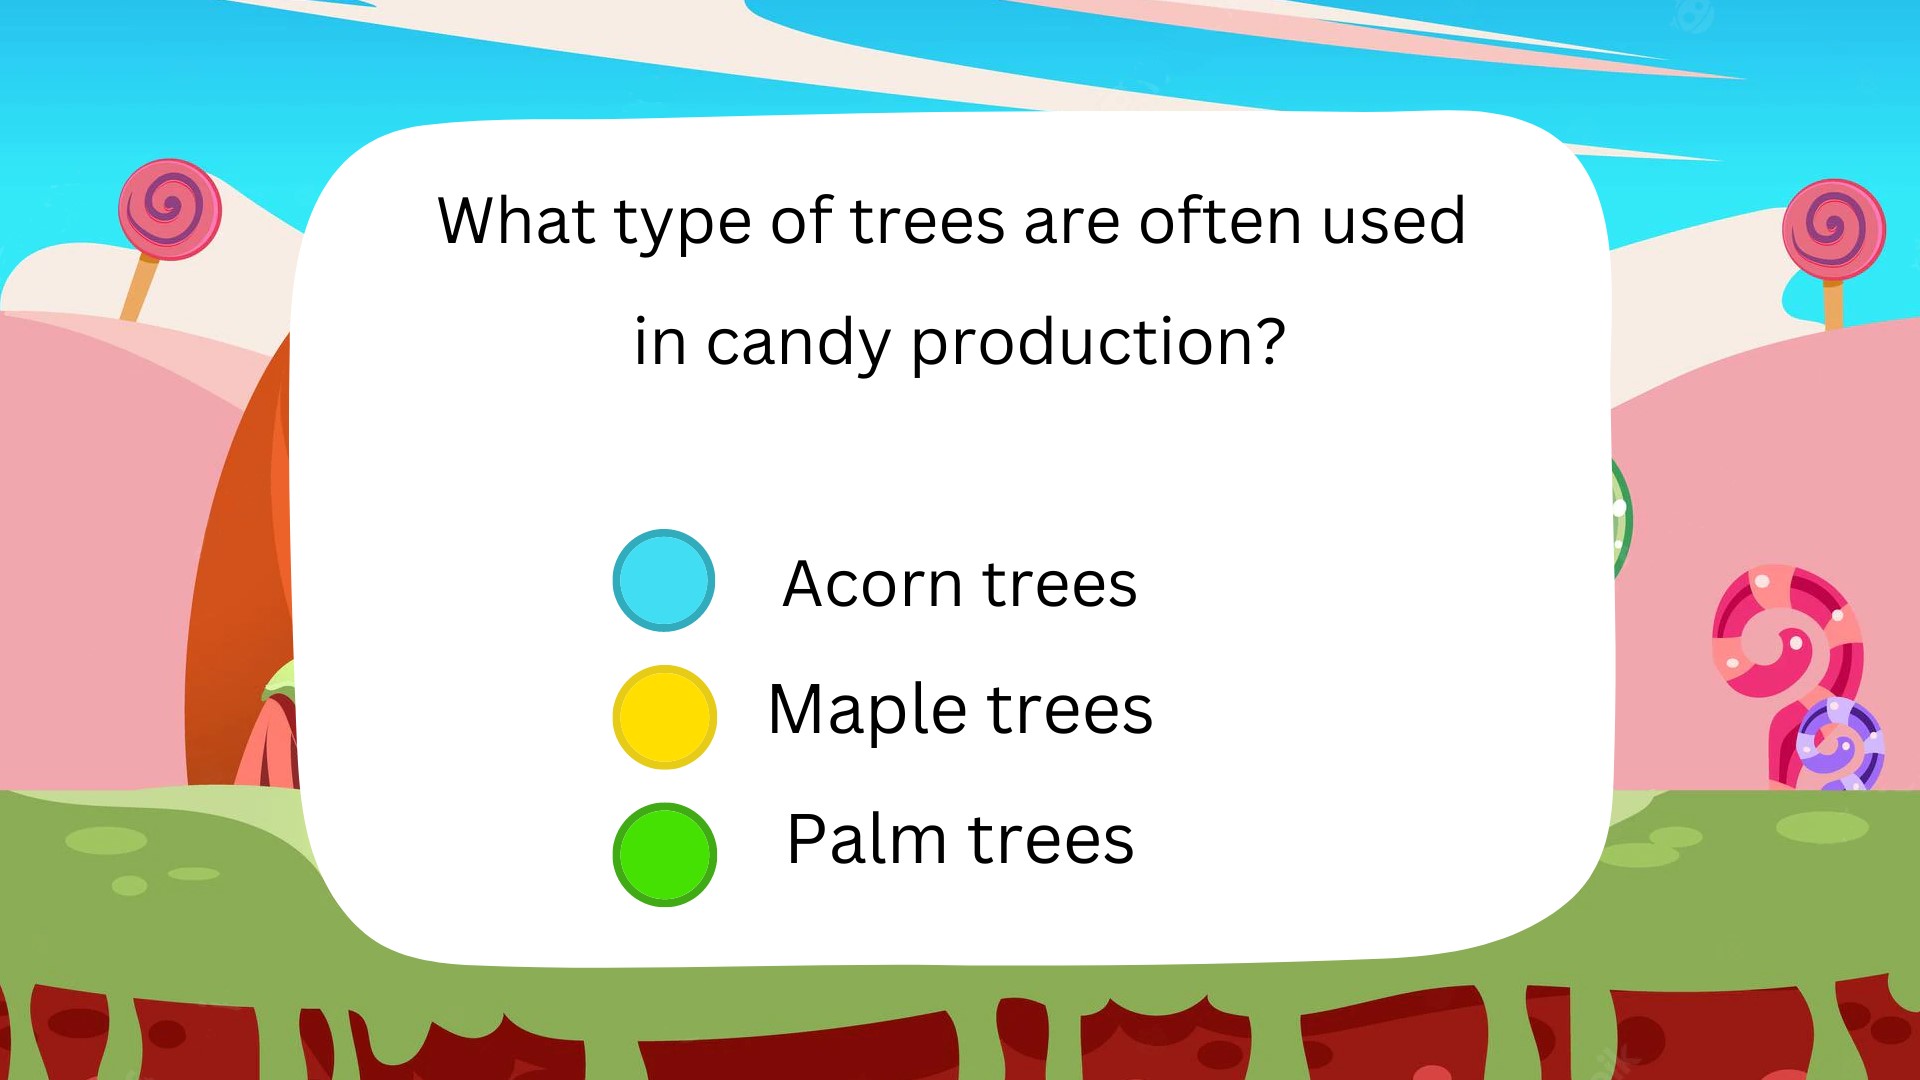 What type of trees are often used
in candy production?
Acorn trees
Maple trees
Palm trees